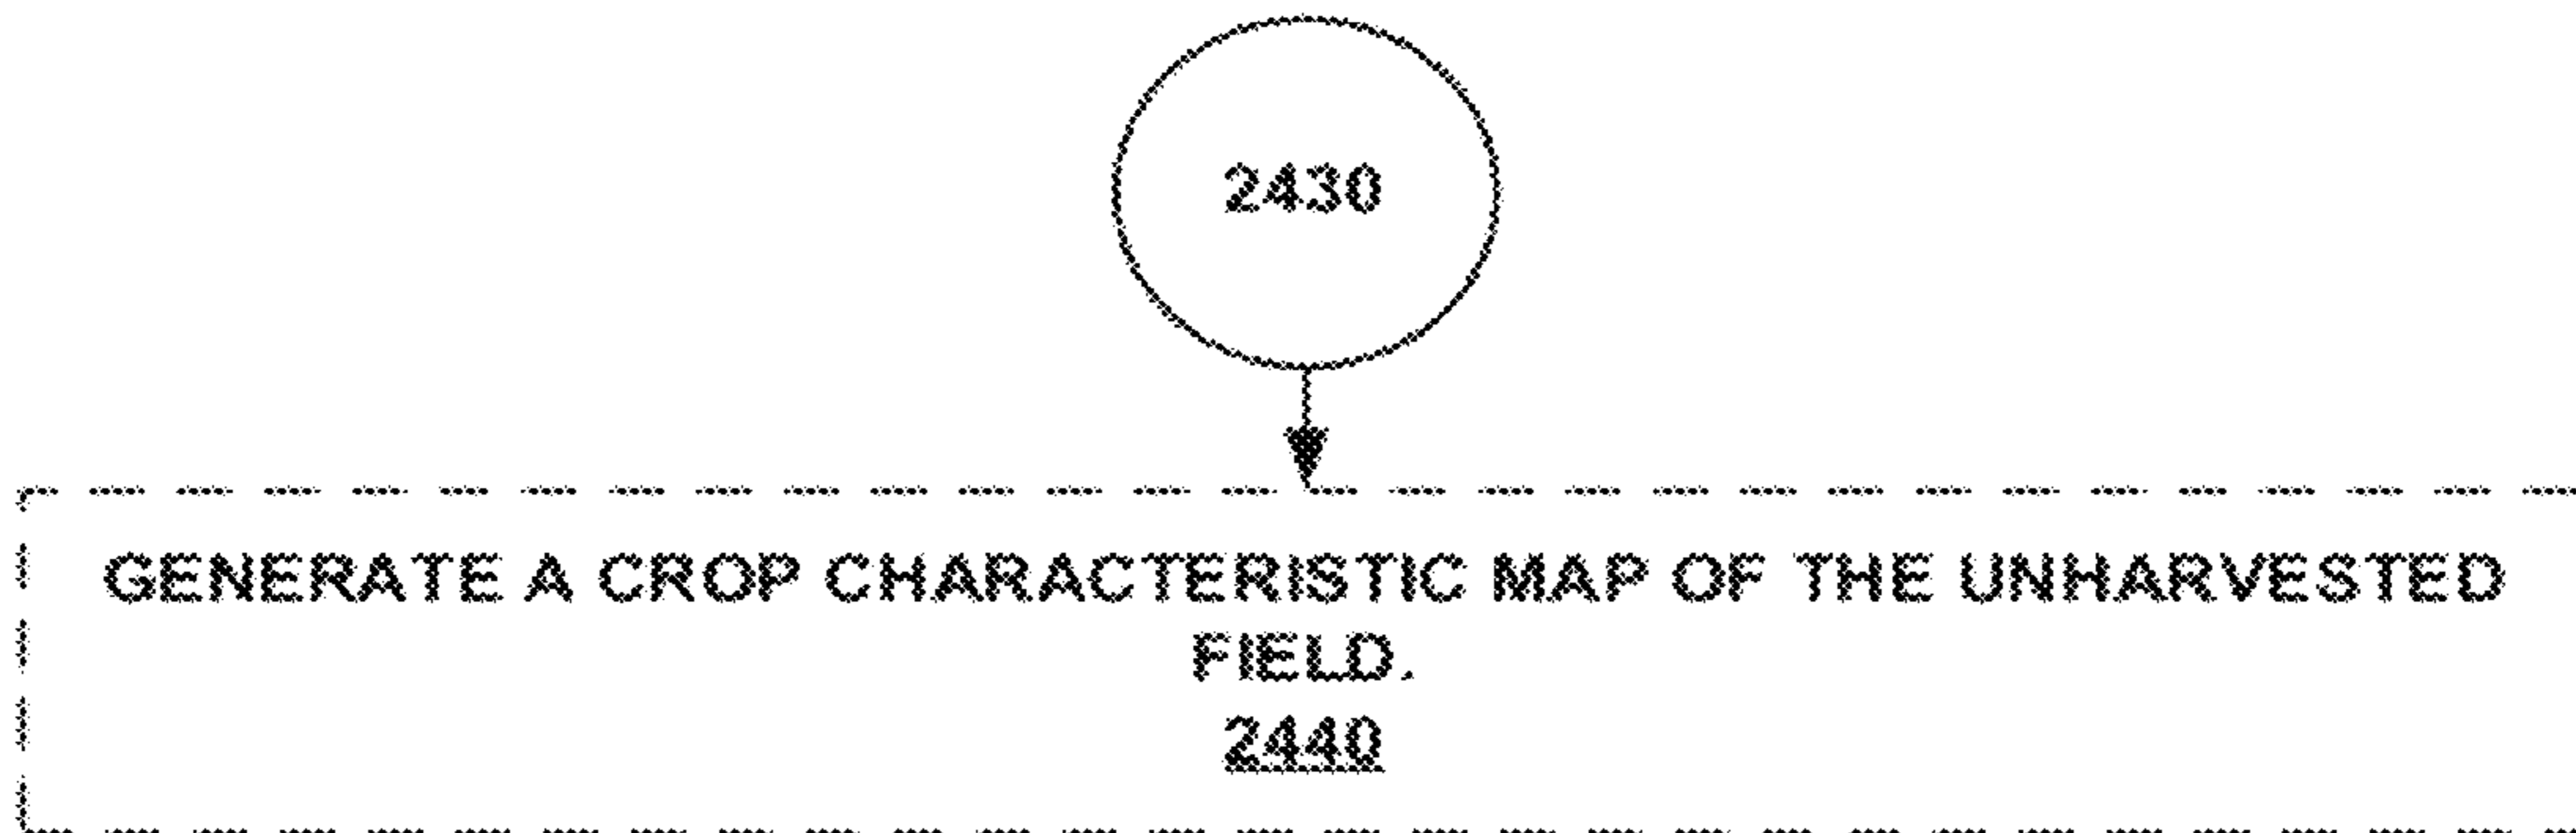 2430
GENERATE A CROP CHARACTERISTIC MAP OF THE UNHARVESTED
FIELD.
2440